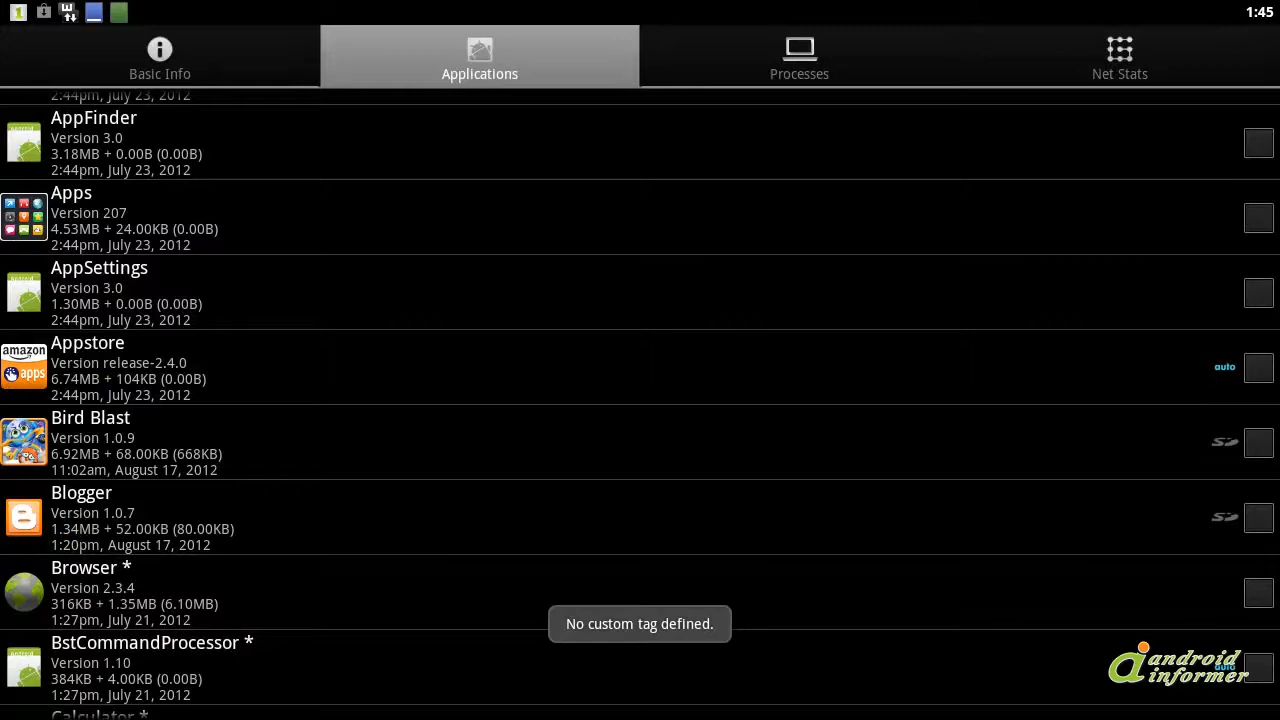 1:45
Basic Info
Applications
Processes
Net Stats
2:44pm, July 23, 2012
AppFinder
Version 3.0
3.18MB + 0.00B (0.00B)
2:44pm, July 23, 2012
Apps
Version 207
4.53MB + 24.00KB (0.00B)
2:44pm, July 23, 2012
AppSettings
Version 3.0
1.30MB + 0.00B (0.00B)
2:44pm, July 23, 2012
amazon
apps
Appstore
Version release-2.4.0
6.74MB + 104KB (0.00B)
2:44pm, July 23, 2012
auto
Bird Blast
Version 1.0.9
6.92MB + 68.00KB (668KB)
11:02am, August 17, 2012
SD
Blogger
Version 1.0.7
1.34MB + 52.00KB (80.00KB)
1:20pm, August 17, 2012
SD
Browser *
Version 2.3.4
316KB + 1.35MB (6.10MB)
1:27pm, July 21, 2012
No custom tag defined.
BstCommandProcessor *
Version 1.10
384KB + 4.00KB (0.00B)
1:27pm, July 21, 2012
auto
android
informer
Calculator *